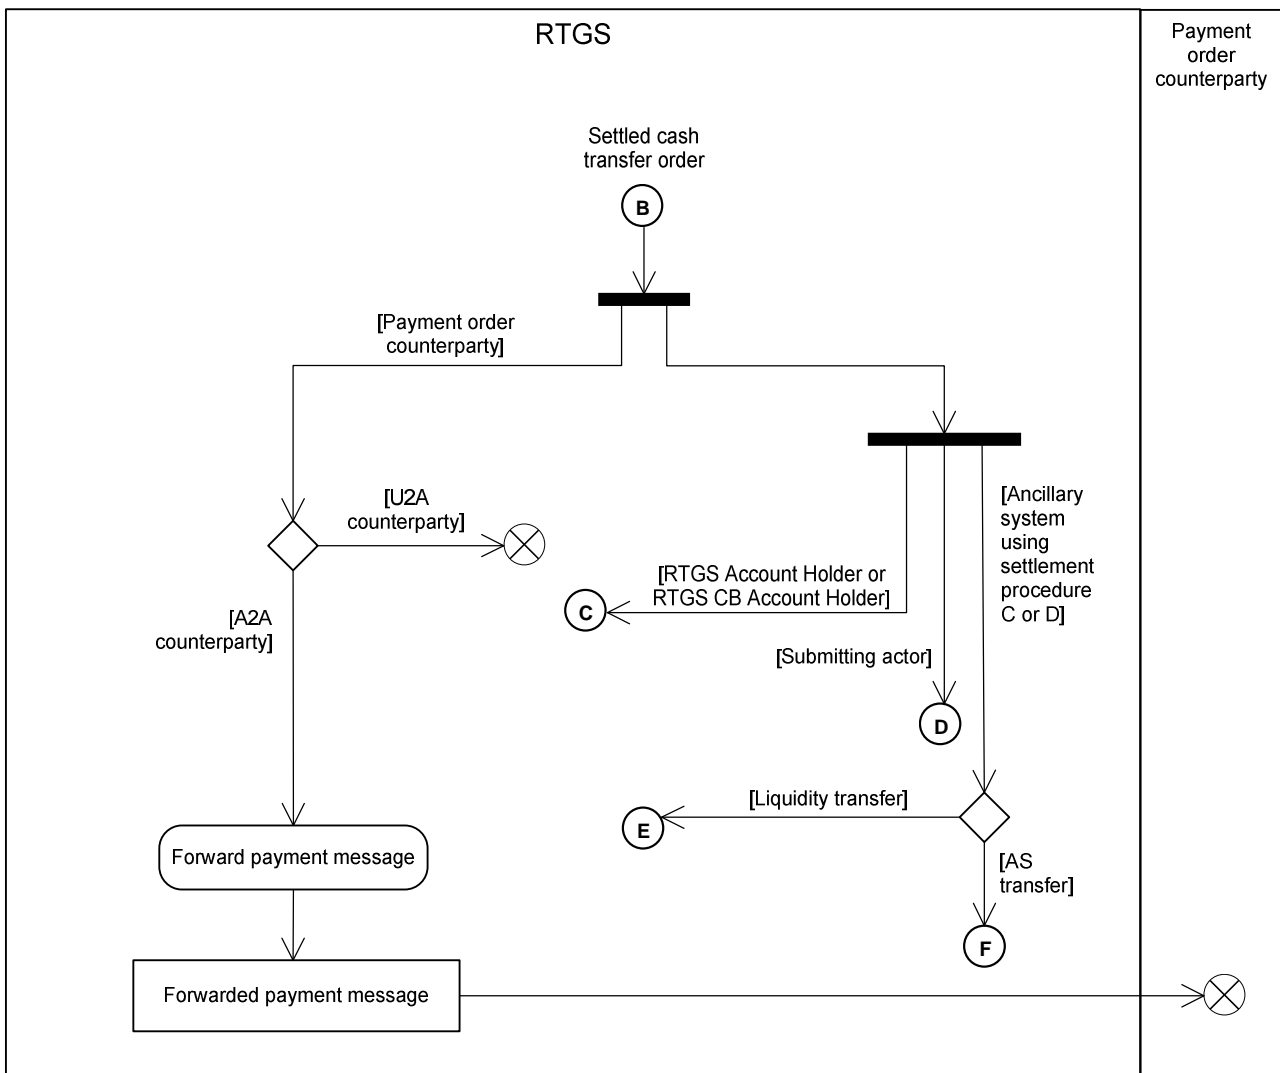 RTGS
Payment
order
counterparty
Settled cash
transfer order
B
[Payment order
counterparty]
[U2A
counterparty]
[Ancillary
system
using
settlement
procedure
C or D]
[RTGS Account Holder or
RTGS CB Account Holder]
C
[A2A
counterparty]
[Submitting actor]
D
[Liquidity transfer]
E
[AS
transfer]
Forward payment message
F
Forwarded payment message